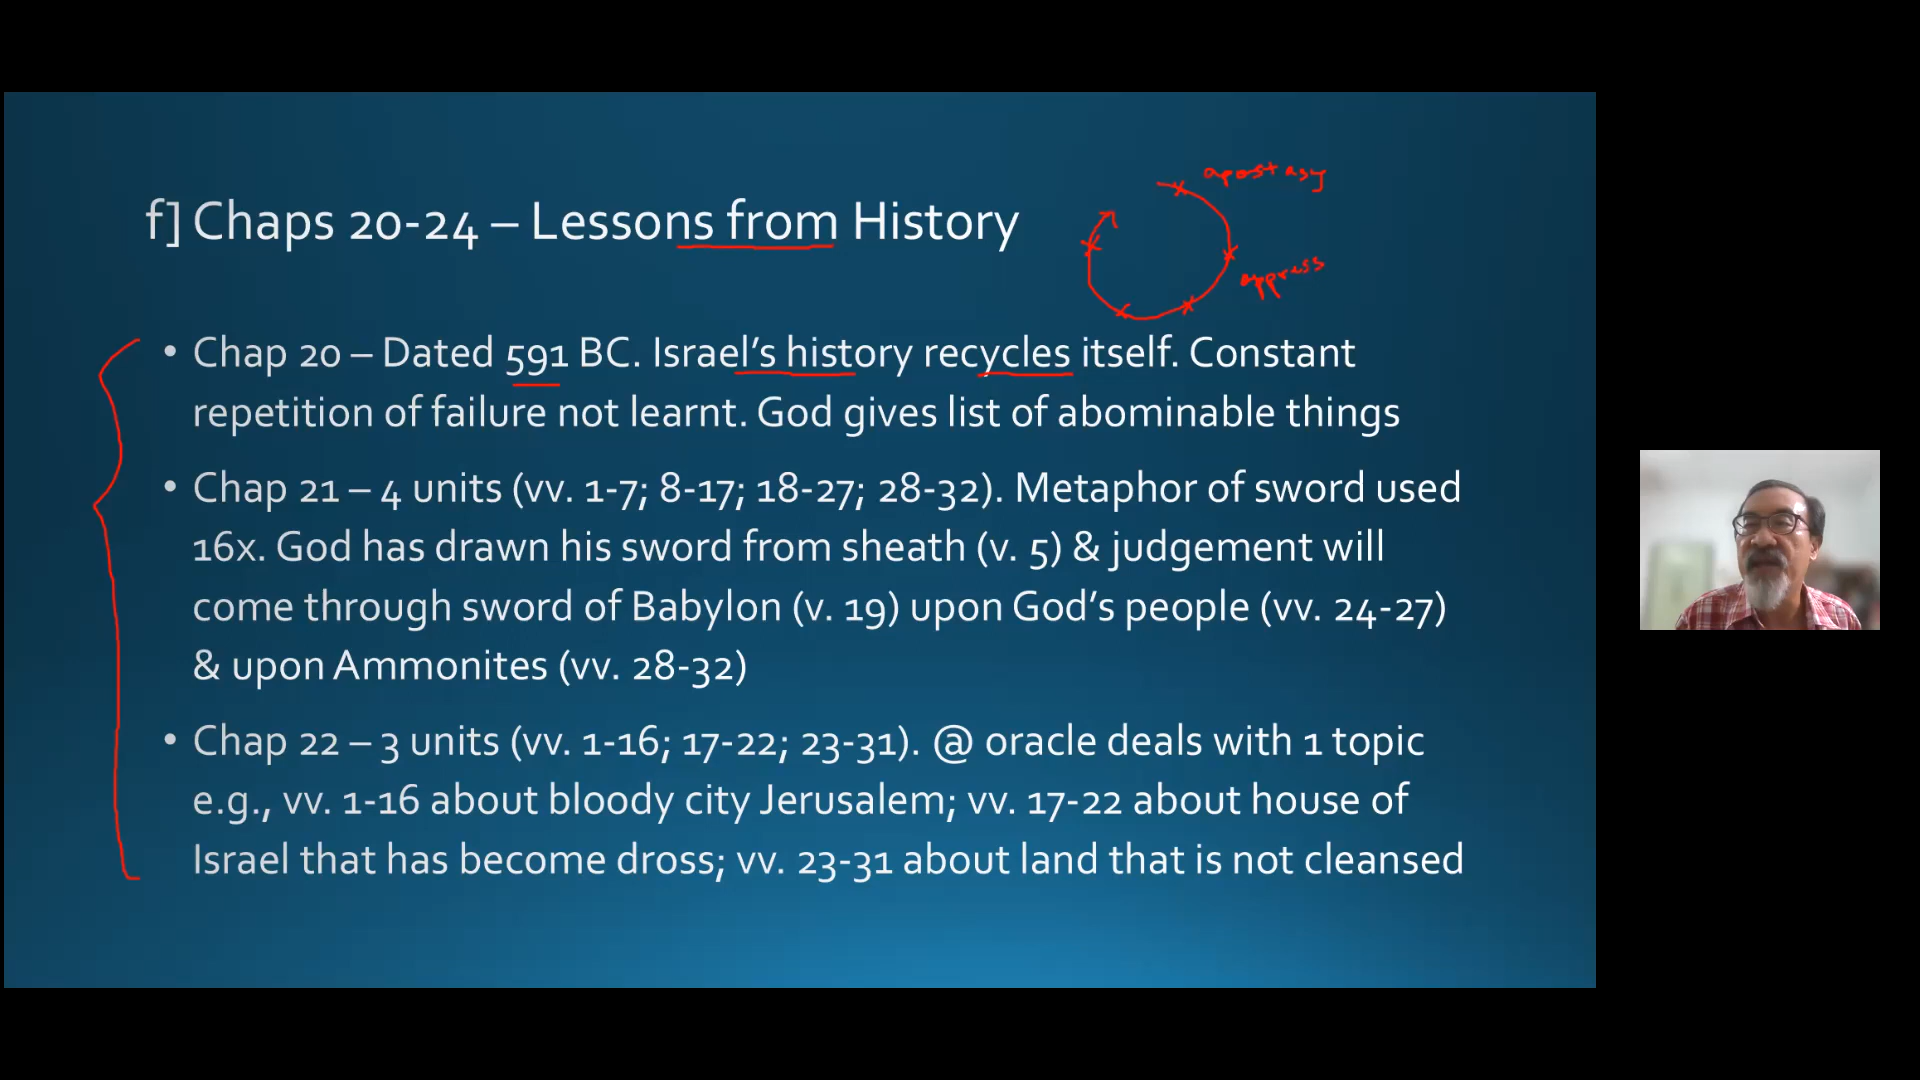 f] Chaps 20-24 – Lessons from History
apostasy
oppress
• Chap 20 – Dated 591 BC. Israel’s history recycles itself. Constant
repetition of failure not learnt. God gives list of abominable things
• Chap 21 – 4 units (vv. 1-7; 8-17; 18-27; 28-32). Metaphor of sword used
16x. God has drawn his sword from sheath (v. 5) & judgement will
come through sword of Babylon (v. 19) upon God’s people (vv. 24-27)
& upon Ammonites (vv. 28-32)
• Chap 22 – 3 units (vv. 1-16; 17-22; 23-31). @ oracle deals with 1 topic
e.g., vv. 1-16 about bloody city Jerusalem; vv. 17-22 about house of
Israel that has become dross; vv. 23-31 about land that is not cleansed